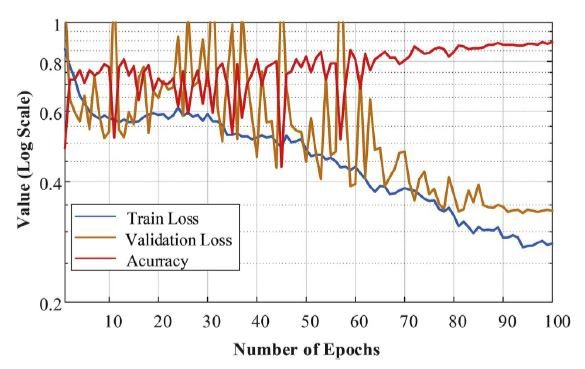 1
0.8
0.6
0.4
0.2
Value (Log Scale)
Train Loss
Validation Loss
Acurracy
10 20 30 40 50 60 70 80 90 100
Number of Epochs